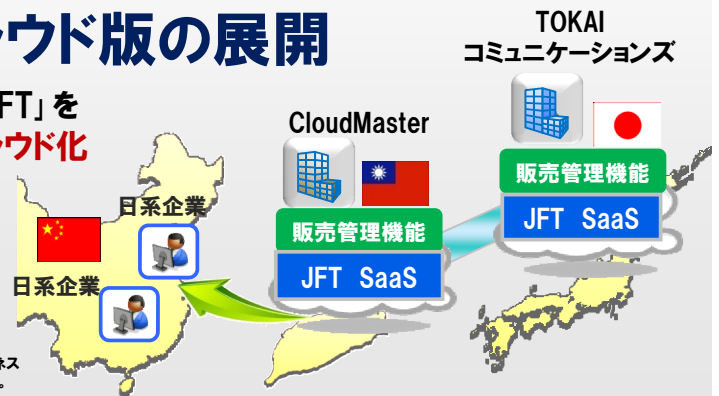 ウド版の展開
FT」を
ウド化
TOKAI
コミュニケーションズ
CloudMaster
販売管理機能
JFT SaaS
販売管理機能
JFT SaaS
日系企業
日系企業
ネス
。